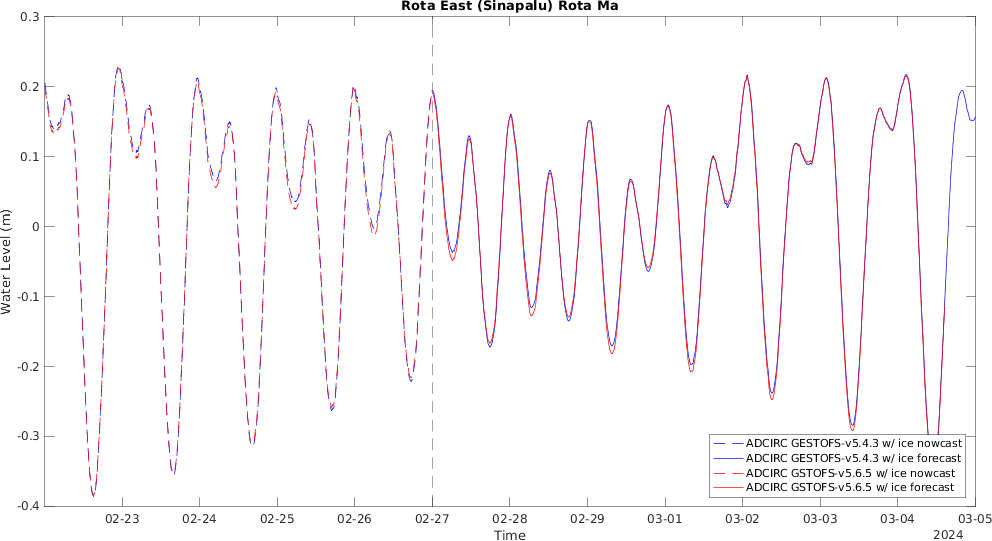 Rota East (Sinapalu) Rota Ma
0.3
0.2
0.1
0
-0.1
-0.2
-0.3
-0.4
Water Level (m)
ADCIRC GESTOFS-v5.4.3 w/ ice nowcast
ADCIRC GESTOFS-v5.4.3 w/ ice forecast
ADCIRC GSTOFS-v5.6.5 w/ ice nowcast
ADCIRC GSTOFS-v5.6.5 w/ ice forecast
02-23 02-24 02-25 02-26 02-27 02-28 02-29 03-01 03-02 03-03 03-04 03-05
Time
2024